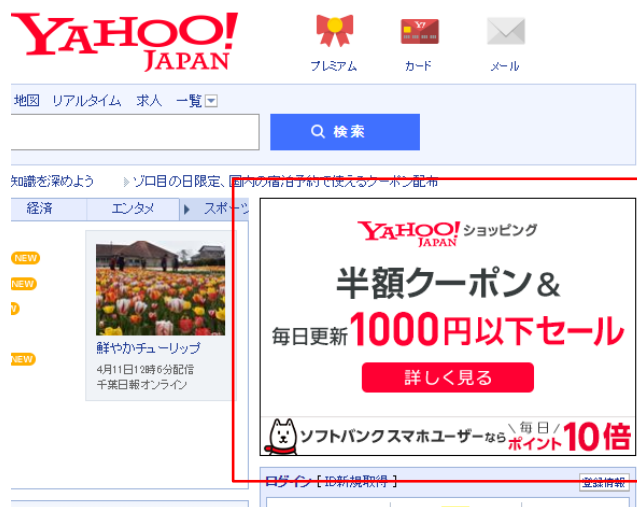 YAHOO!
JAPAN
プレミアム カード メール
地図 リアルタイム 求人 一覧
検索
知識を深めよう ゾロ目の日限定、国内の宿泊予約で使えるクーポン配布
経済 エンタメ スポーツ
NEW
NEW
NEW
鮮やかチューリップ
4月11日12時6分配信
千葉日報オンライン
YAHOO! ショッピング
JAPAN
半額クーポン&
毎日更新1000円以下セール
詳しく見る
ソフトバンクスマホユーザーなら 毎日 ポイント 10倍
ログイン [ ID新規取得 ] 登録情報